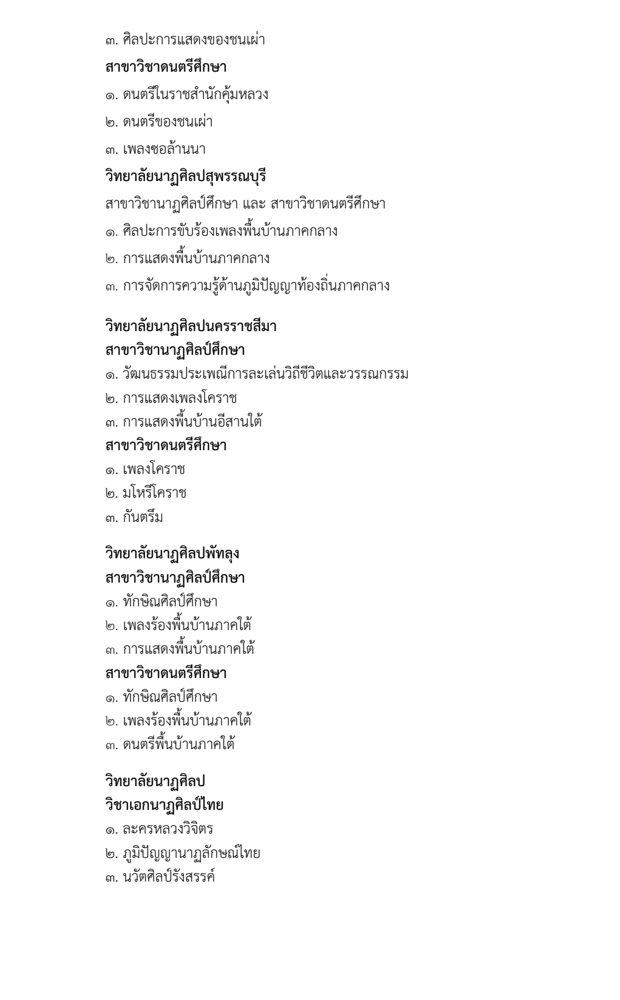 ๓. ศิลปะการแสดงของชนเผ่า
สาขาวิชาดนตรีศึกษา
๑. ดนตรีในราชสำนักคุ้มหลวง
๒. ดนตรีของชนเผ่า
๓. เพลงซอล้านนา
วิทยาลัยนาฏศิลปสุพรรณบุรี
สาขาวิชานาฏศิลป์ศึกษา และ สาขาวิชาดนตรีศึกษา
๑. ศิลปะการขับร้องเพลงพื้นบ้านภาคกลาง
๒. การแสดงพื้นบ้านภาคกลาง
๓. การจัดการความรู้ด้านภูมิปัญญาท้องถิ่นภาคกลาง
วิทยาลัยนาฏศิลปนครราชสีมา
สาขาวิชานาฏศิลป์ศึกษา
๑. วัฒนธรรมประเพณีการละเล่นวิถีชีวิตและวรรณกรรม
๒. การแสดงเพลงโคราช
๓. การแสดงพื้นบ้านอีสานใต้
สาขาวิชาดนตรีศึกษา
๑. เพลงโคราช
๒. มโหรีโคราช
๓. กันตรึม
วิทยาลัยนาฏศิลปพัทลุง
สาขาวิชานาฏศิลป์ศึกษา
๑. ทักษิณศิลป์ศึกษา
๒. เพลงร้องพื้นบ้านภาคใต้
๓. การแสดงพื้นบ้านภาคใต้
สาขาวิชาดนตรีศึกษา
๑. ทักษิณศิลป์ศึกษา
๒. เพลงร้องพื้นบ้านภาคใต้
๓. ดนตรีพื้นบ้านภาคใต้
วิทยาลัยนาฏศิลป
วิชาเอกนาฏศิลป์ไทย
๑. ละครหลวงวิจิตร
๒. ภูมิปัญญานาฏลักษณ์ไทย
๓. นวัตศิลป์รังสรรค์